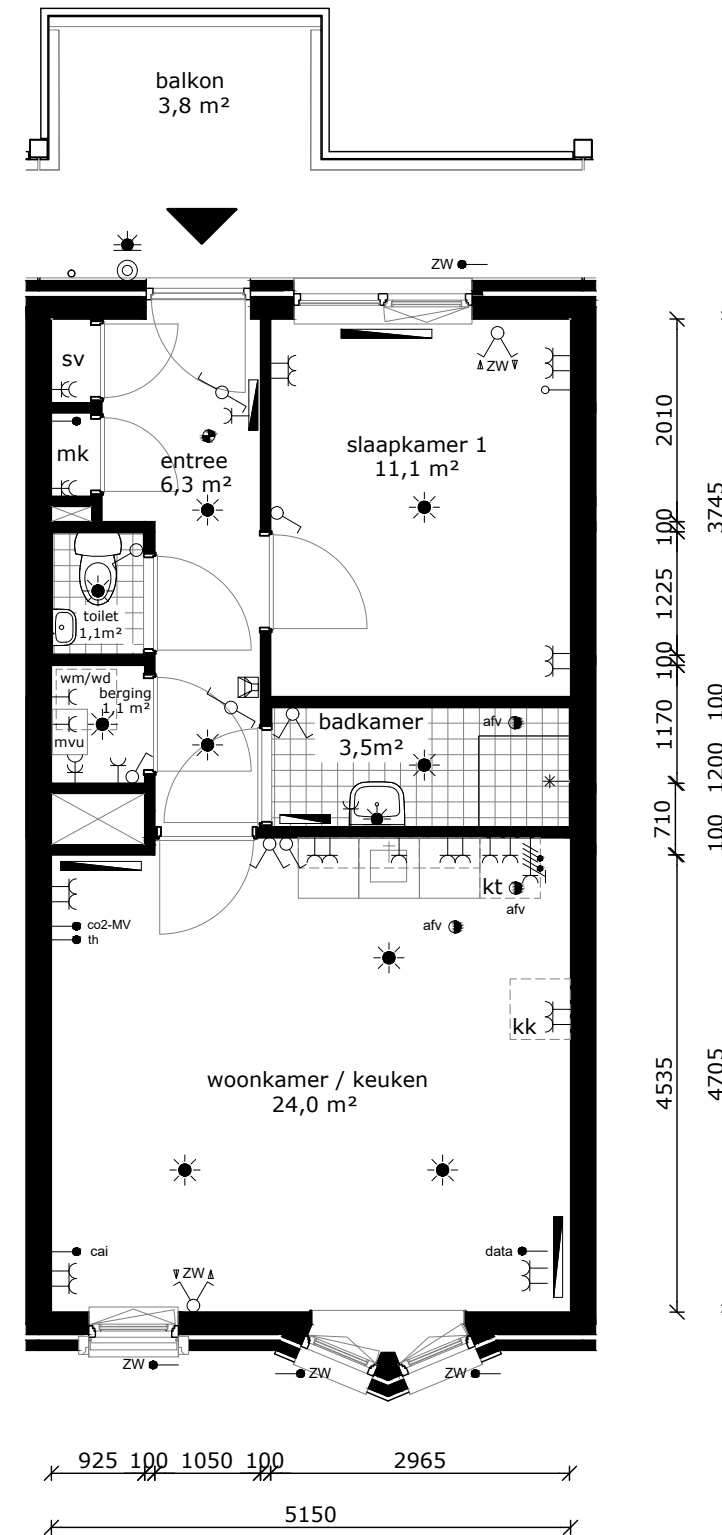 balkon
3,8 m²
ZW
sv
ZW
mk
entree
6,3 m²
slaapkamer 1
11,1 m²
toilet
1,1m²
wm/wd
berging
1,1 m²
mvu
badkamer
3,5m²
afv
kt
afv
afv
co2-MV
th
kk
woonkamer / keuken
24,0 m²
cai
data
ZW
ZW
ZW
ZW
2010
100
1225
100
1170
710
4535
3745
100
1200
100
4705
925 100 1050 100 2965
5150